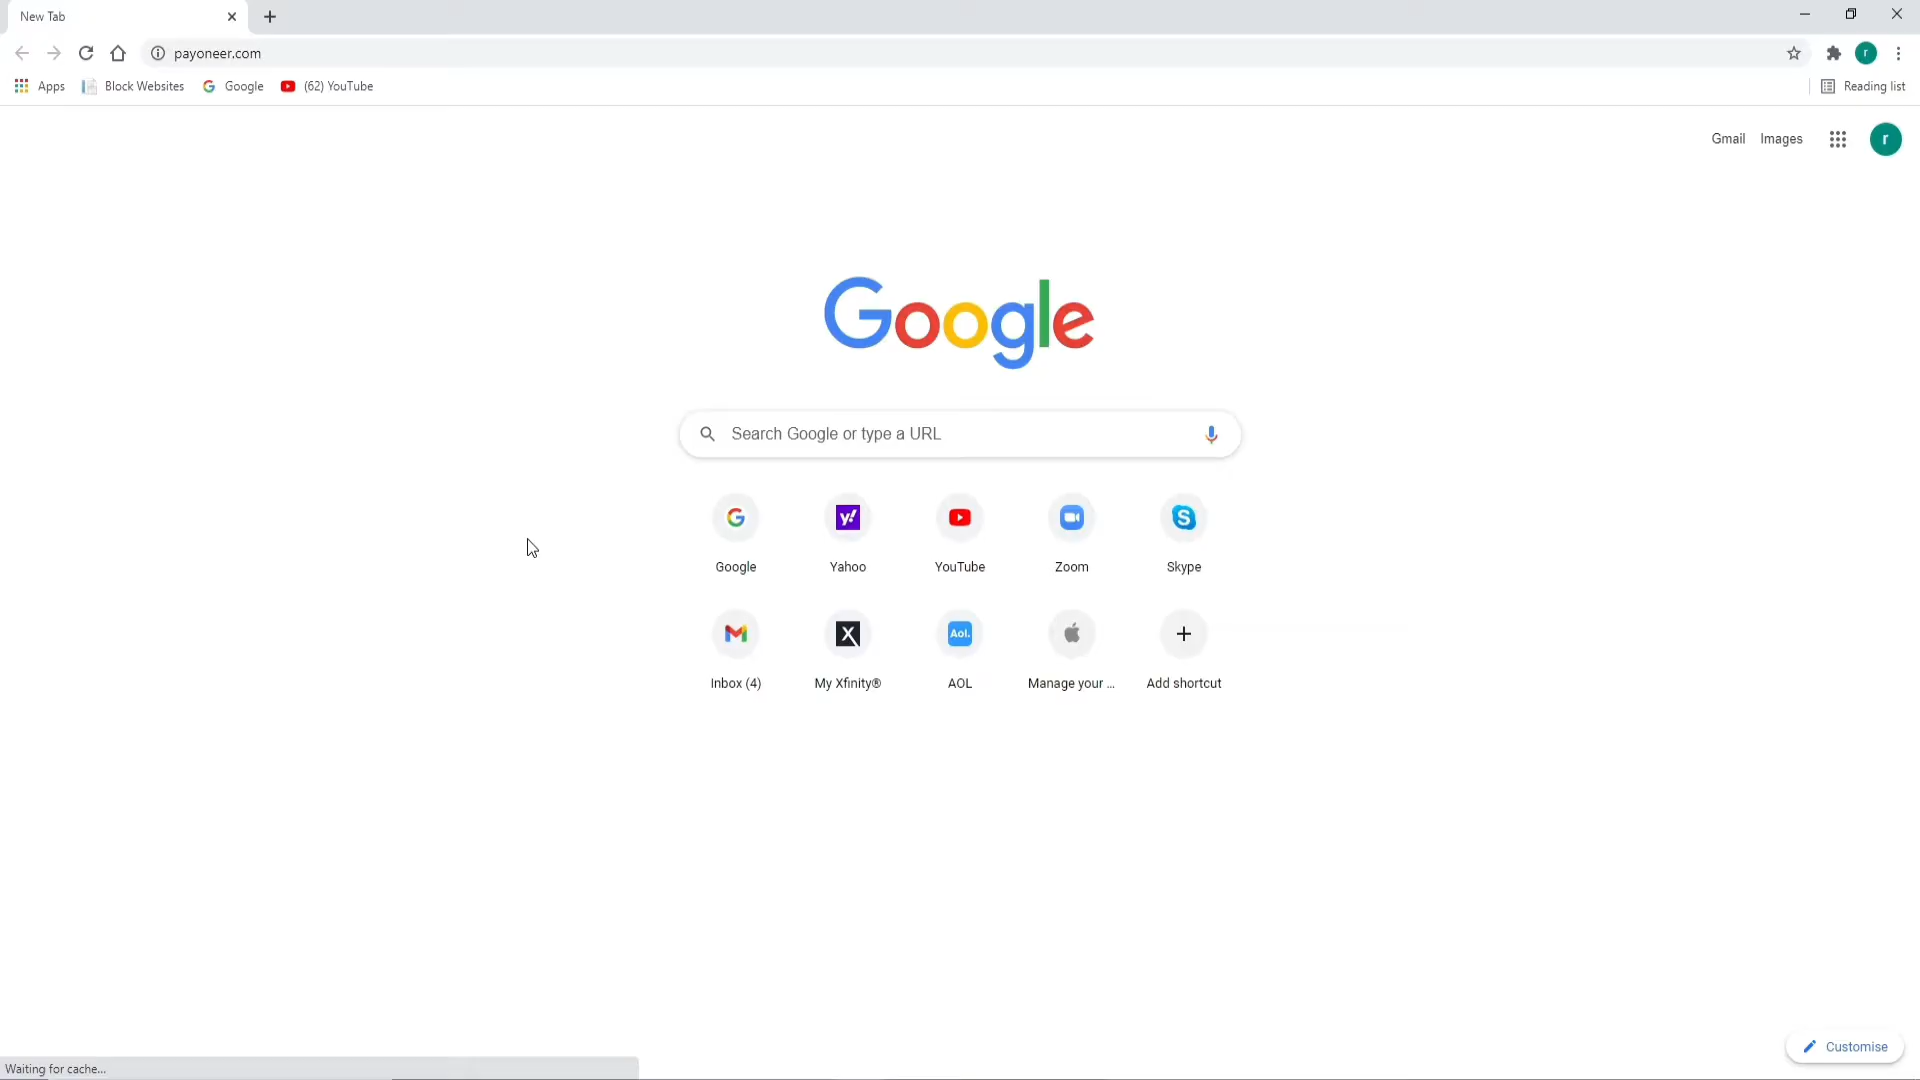 New Tab
payoneer.com
Apps Block Websites Google (62) YouTube Reading list
Gmail Images r
Google
Search Google or type a URL
Google Yahoo YouTube Zoom Skype
Inbox (4) My Xfinity® AOL Manage your ... Add shortcut
Customise
Waiting for cache...